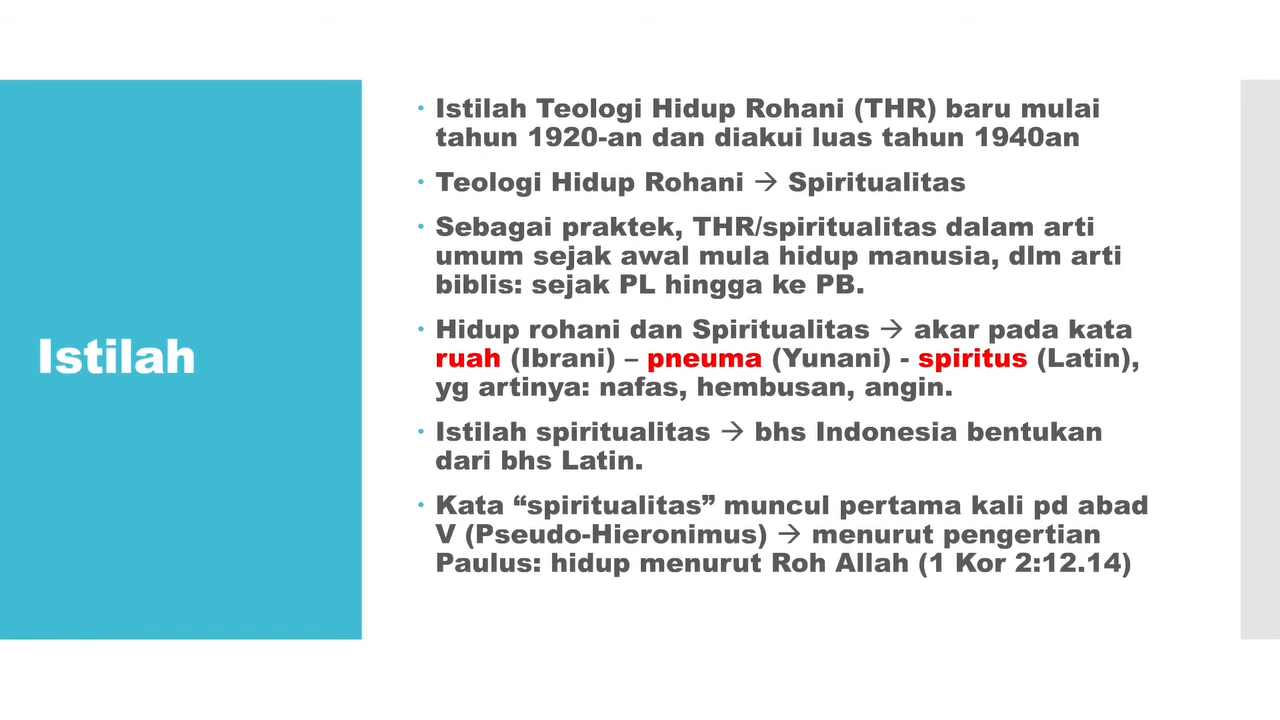 Istilah
• Istilah Teologi Hidup Rohani (THR) baru mulai
tahun 1920-an dan diakui luas tahun 1940an
• Teologi Hidup Rohani → Spiritualitas
• Sebagai praktek, THR/spiritualitas dalam arti
umum sejak awal mula hidup manusia, dlm arti
biblis: sejak PL hingga ke PB.
• Hidup rohani dan Spiritualitas → akar pada kata
ruah (Ibrani) – pneuma (Yunani) - spiritus (Latin),
yg artinya: nafas, hembusan, angin.
• Istilah spiritualitas → bhs Indonesia bentukan
dari bhs Latin.
• Kata “spiritualitas” muncul pertama kali pd abad
V (Pseudo-Hieronimus) → menurut pengertian
Paulus: hidup menurut Roh Allah (1 Kor 2:12.14)